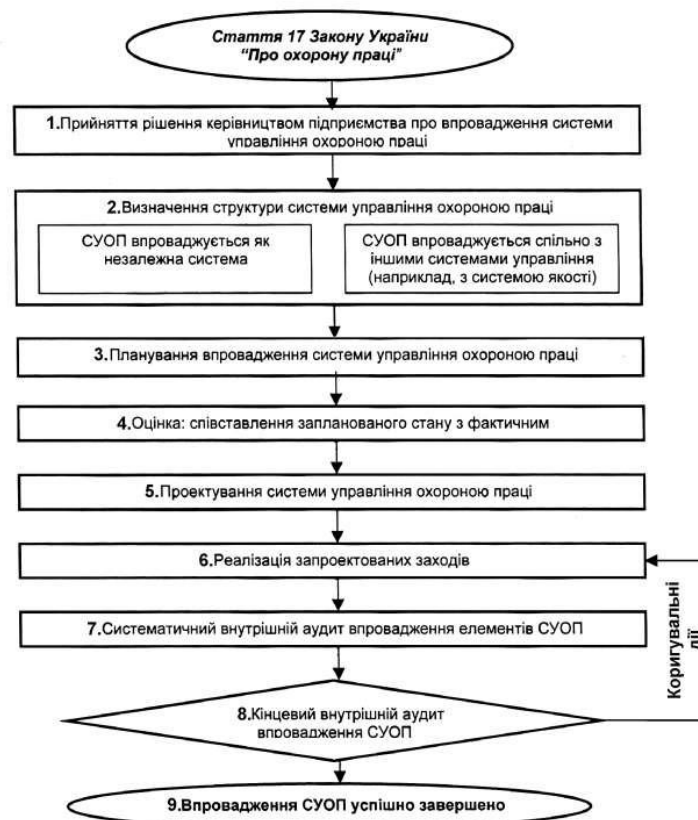 Стаття 17 Закону України
“Про охорону праці”
1.Прийняття рішення керівництвом підприємства про впровадження системи
управління охороною праці
2.Визначення структури системи управління охороною праці
СУОП впроваджується як
незалежна система
СУОП впроваджується спільно з
іншими системами управління
(наприклад, з системою якості)
3.Планування впровадження системи управління охороною праці
4.Оцінка: співставлення запланованого стану з фактичним
5.Проектування системи управління охороною праці
6.Реалізація запроектованих заходів
7.Систематичний внутрішній аудит впровадження елементів СУОП
Коригувальні
дії
8.Кінцевий внутрішній аудит
впровадження СУОП
9.Впровадження СУОП успішно завершено